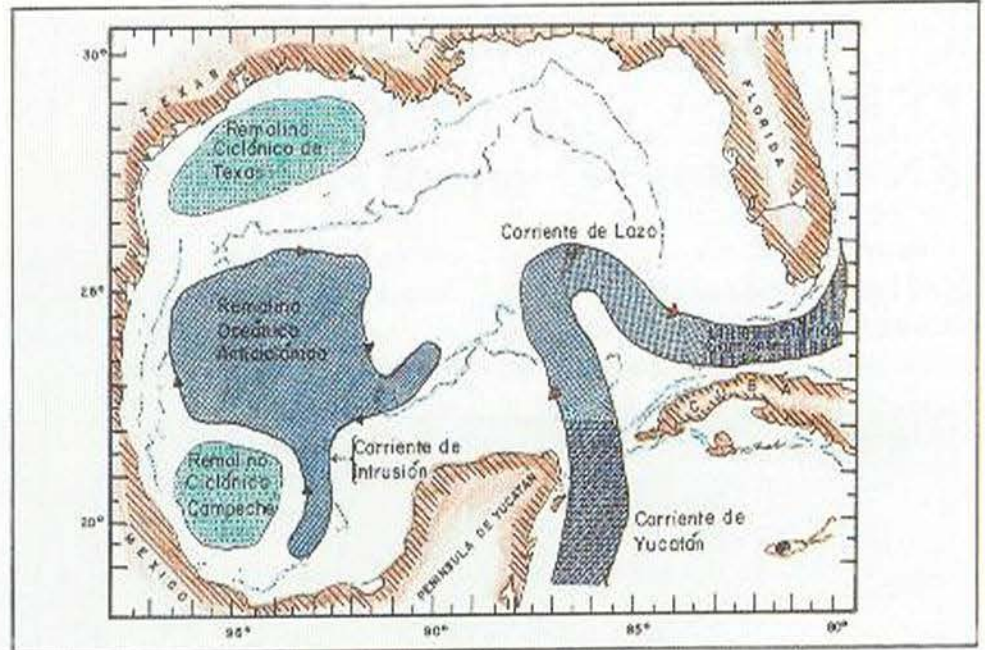 30°
TEXAS
Remolino
Ciclónico de
Texas
FLORIDA
Corriente de Lazo
Remolino
Oceánico
Anticiclónico
Corriente
C U B A
Remolino
Ciclónico
Campeche
Corriente de
Intrusión
20°
MEXICO
PENINSULA DE YUCATAN
Corriente de
Yucatán
95°
90°
85°
80°